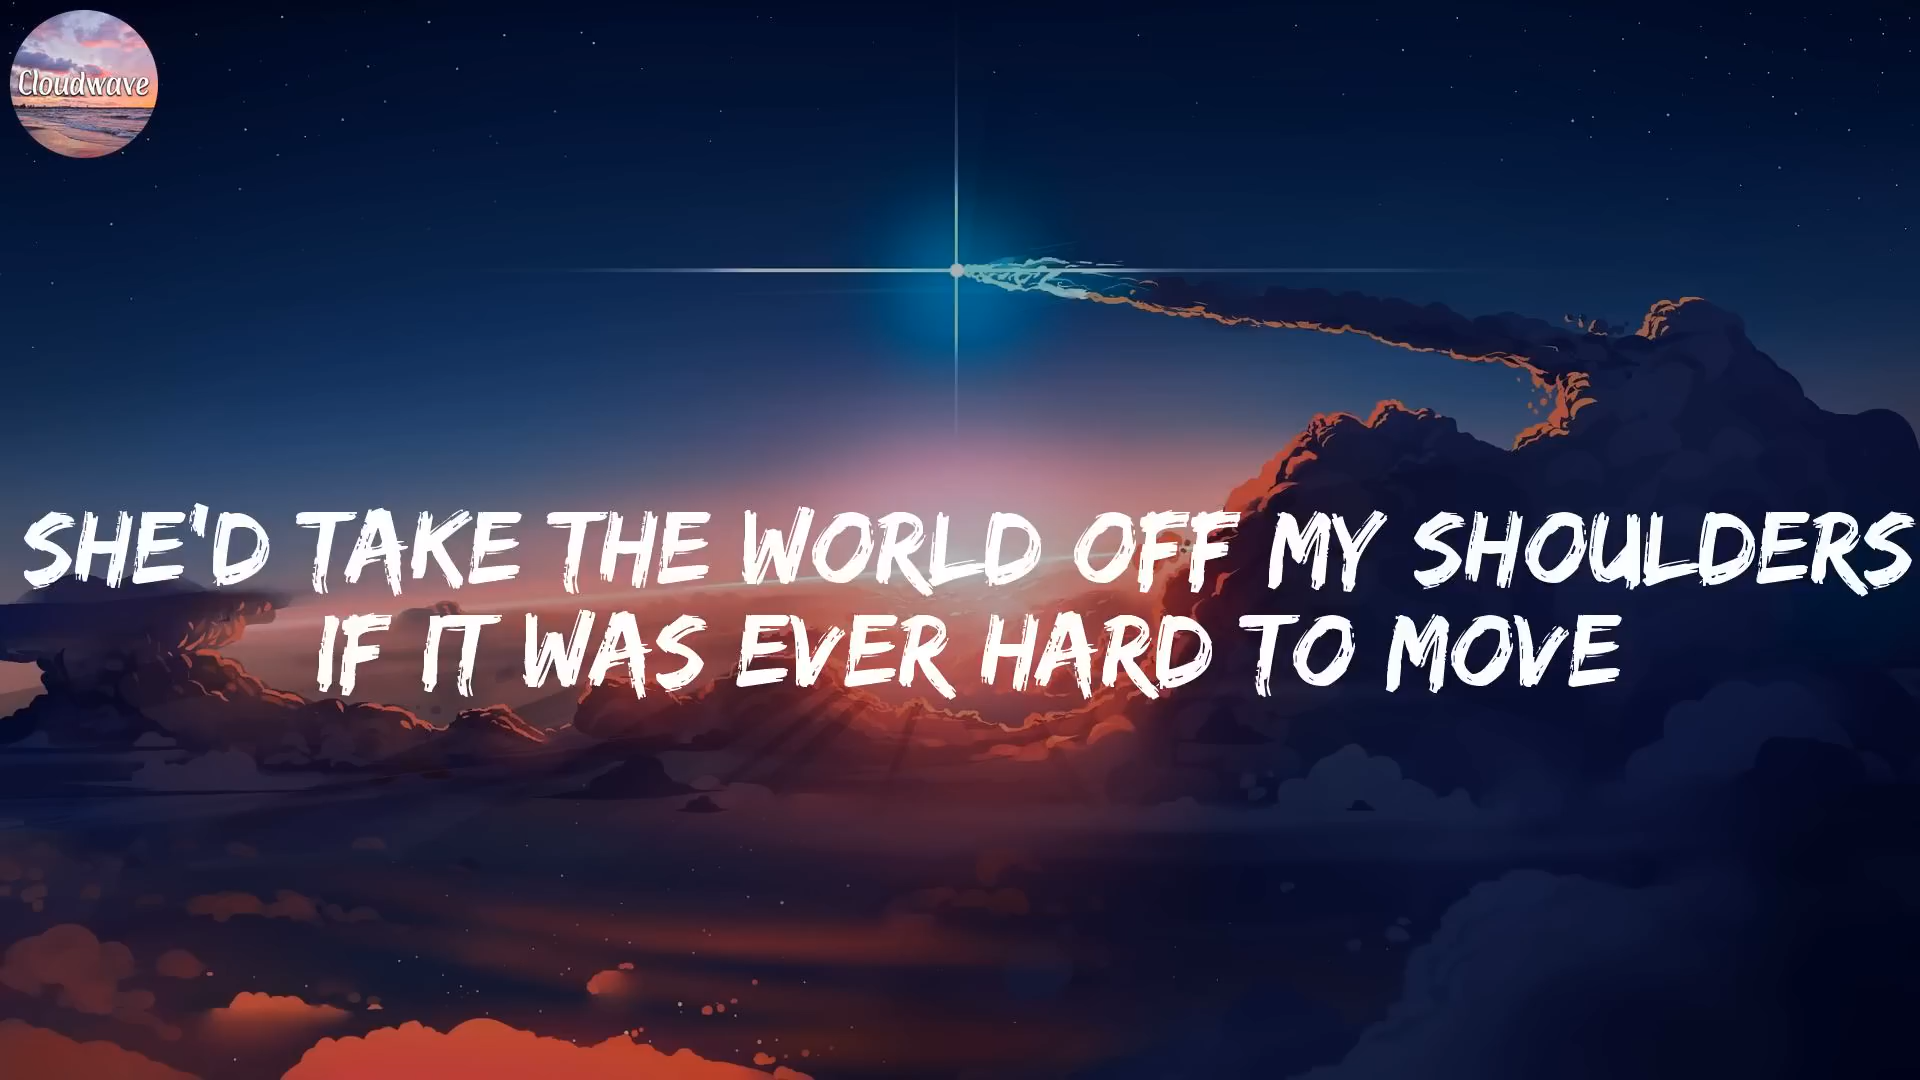 Cloudwave
SHE'D TAKE THE WORLD OFF MY SHOULDERS
IF IT WAS EVER HARD TO MOVE